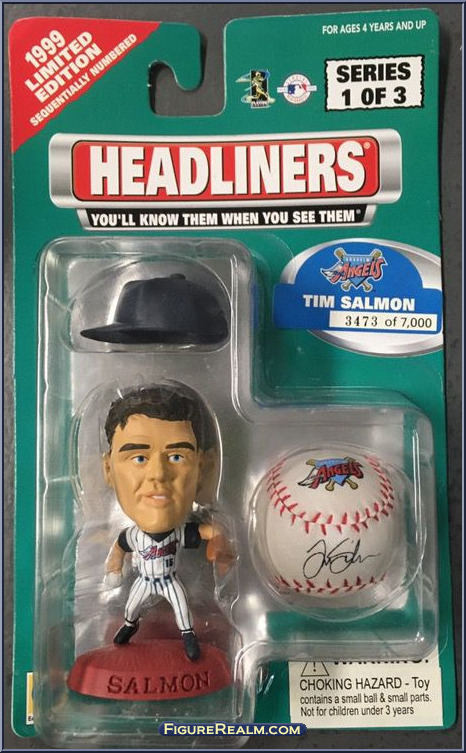 1999
LIMITED
EDITION
SEQUENTIALLY NUMBERED
FOR AGES 4 YEARS AND UP
SERIES
1 OF 3
HEADLINERS®
YOU'LL KNOW THEM WHEN YOU SEE THEM®
ANAHEIM
ANGELS
TIM SALMON
3473 of 7,000
ANGELS
15
SALMON
CHOKING HAZARD - Toy
contains a small ball & small parts.
Not for children under 3 years
FIGUREREALM.COM